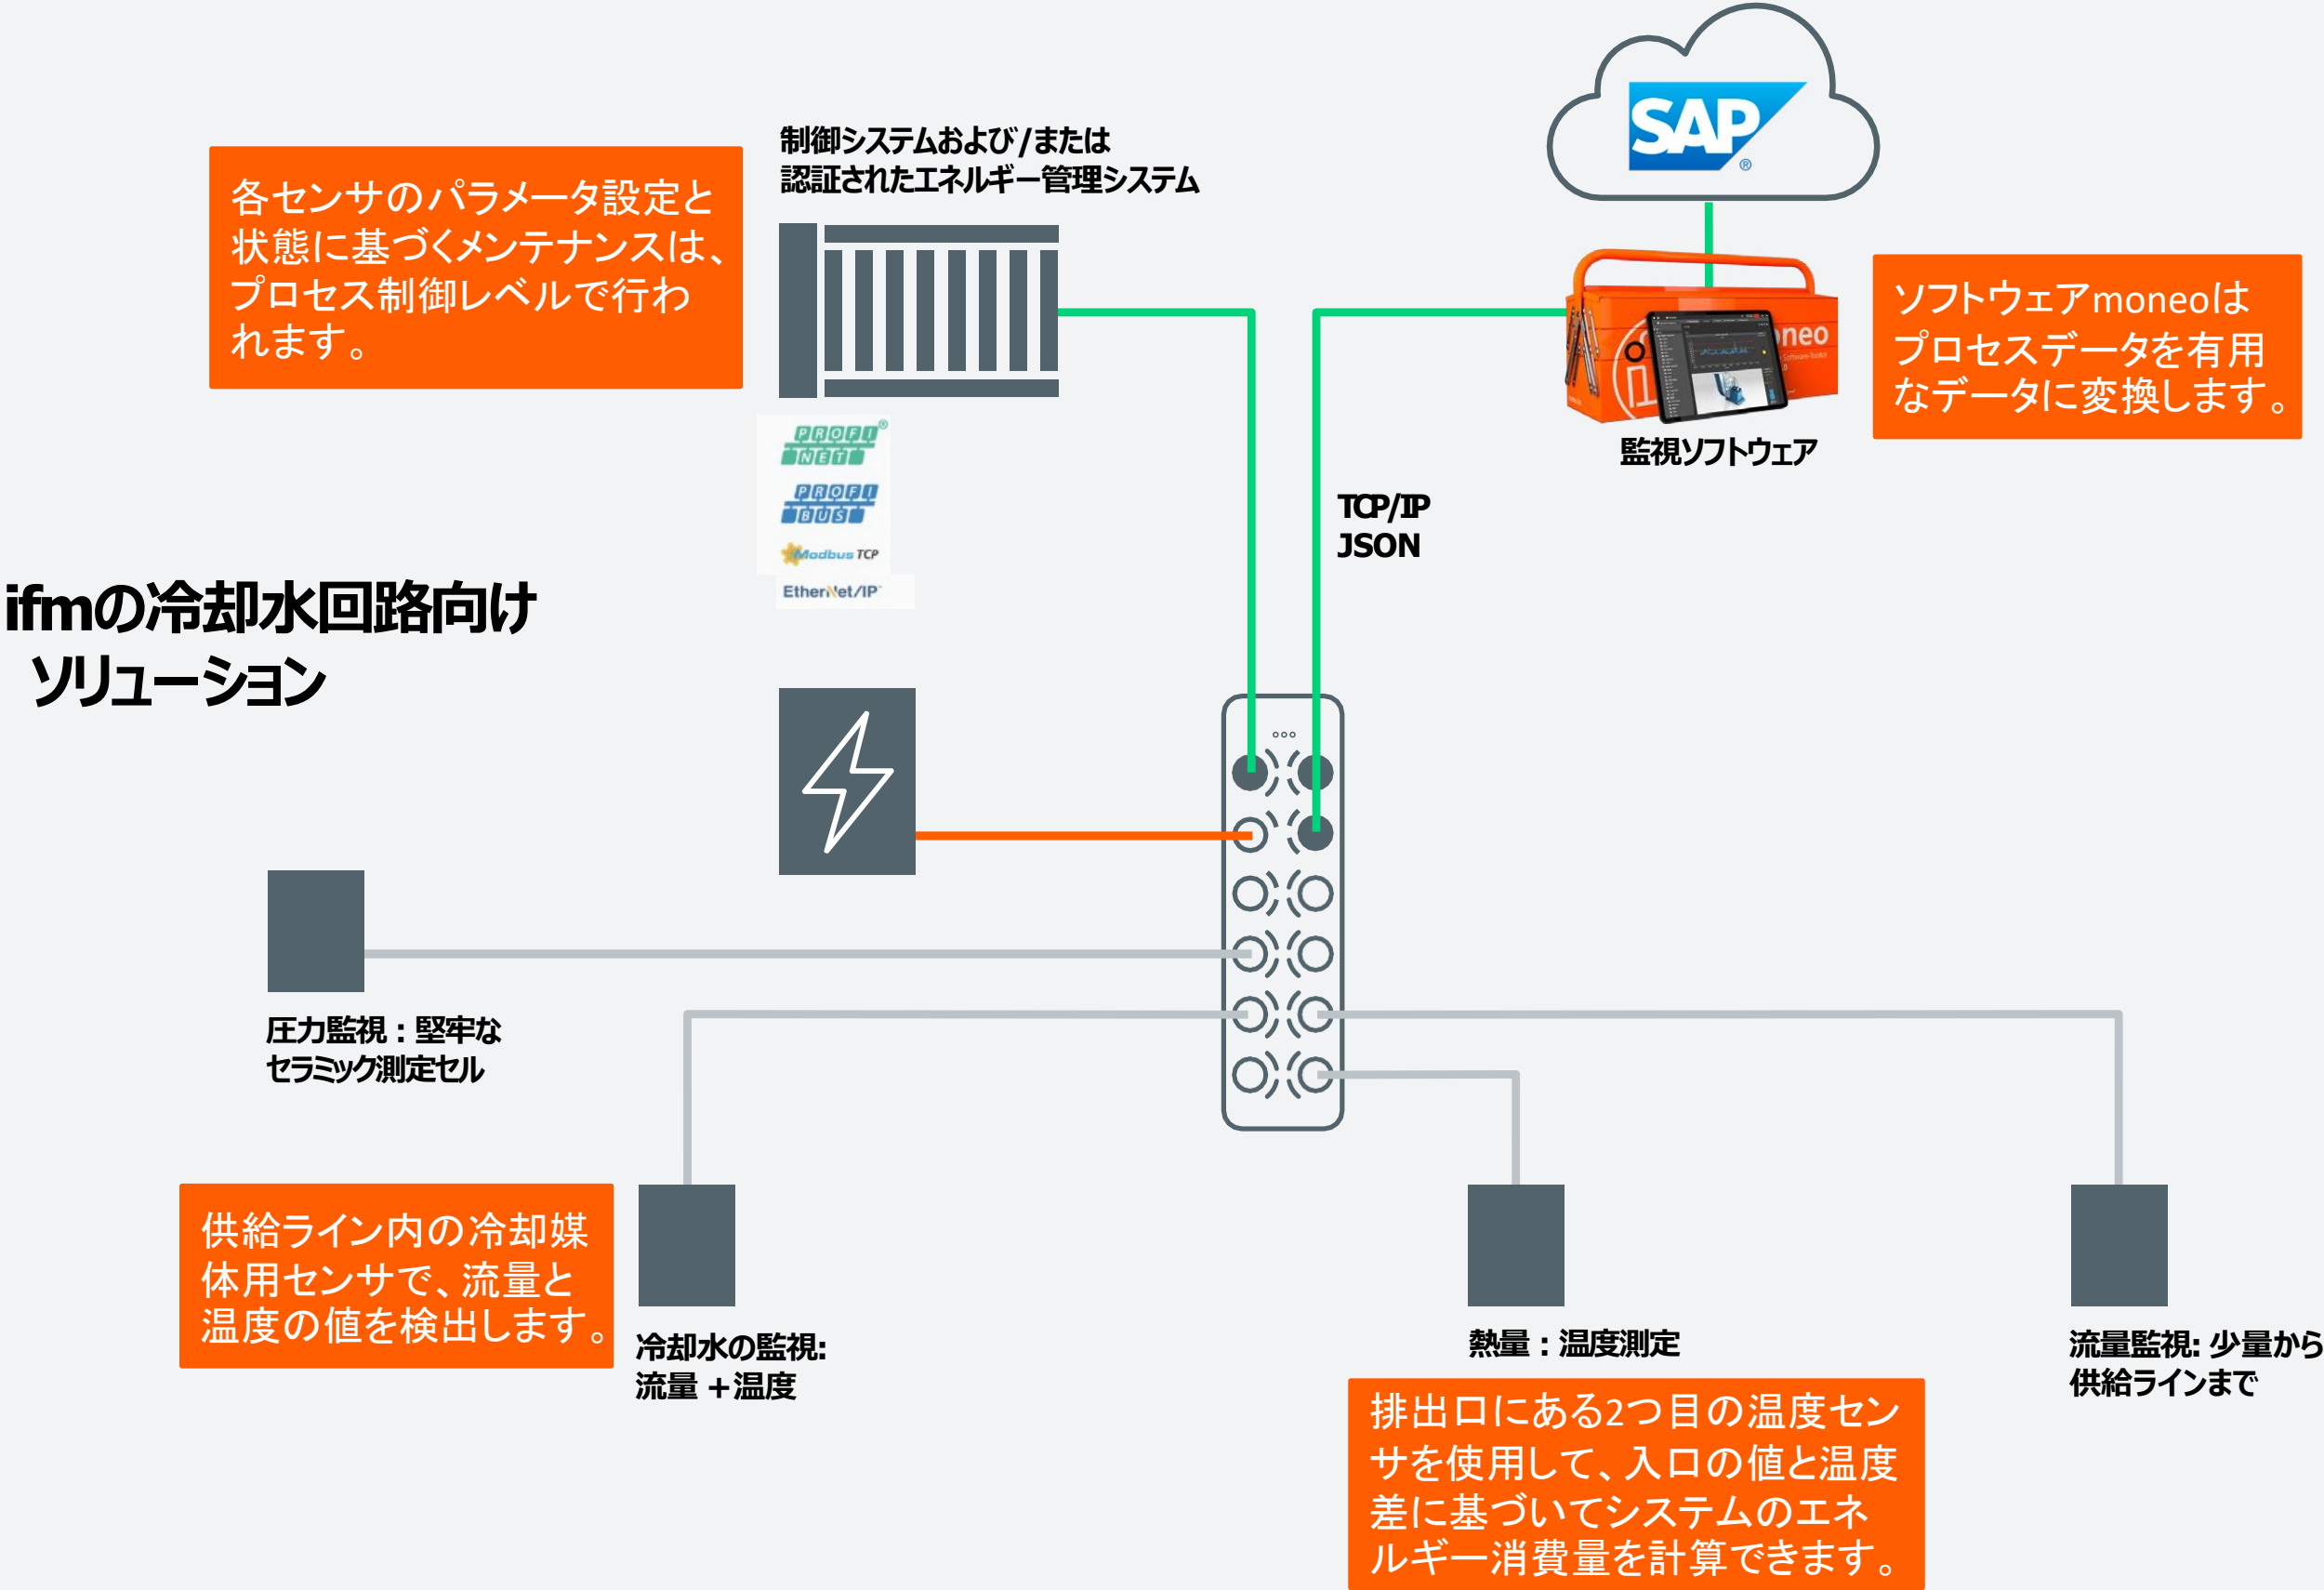 SAP
®
制御システムおよび/または
認証されたエネルギー管理システム
各センサのパラメータ設定と
状態に基づくメンテナンスは、
プロセス制御レベルで行わ
れます。
ソフトウェアmoneoは
プロセスデータを有用
なデータに変換します。
oneo
監視ソフトウェア
PROFI
NET
®
PROFI
BUS
Modbus TCP
EtherNet/IP
TCP/IP
JSON
ifmの冷却水回路向け
ソリューション
圧力監視：堅牢な
セラミック測定セル
供給ライン内の冷却媒
体用センサで、流量と
温度の値を検出します。
冷却水の監視:
流量 +温度
熱量：温度測定
流量監視: 少量から
供給ラインまで
排出口にある2つ目の温度セン
サを使用して、入口の値と温度
差に基づいてシステムのエネ
ルギー消費量を計算できます。